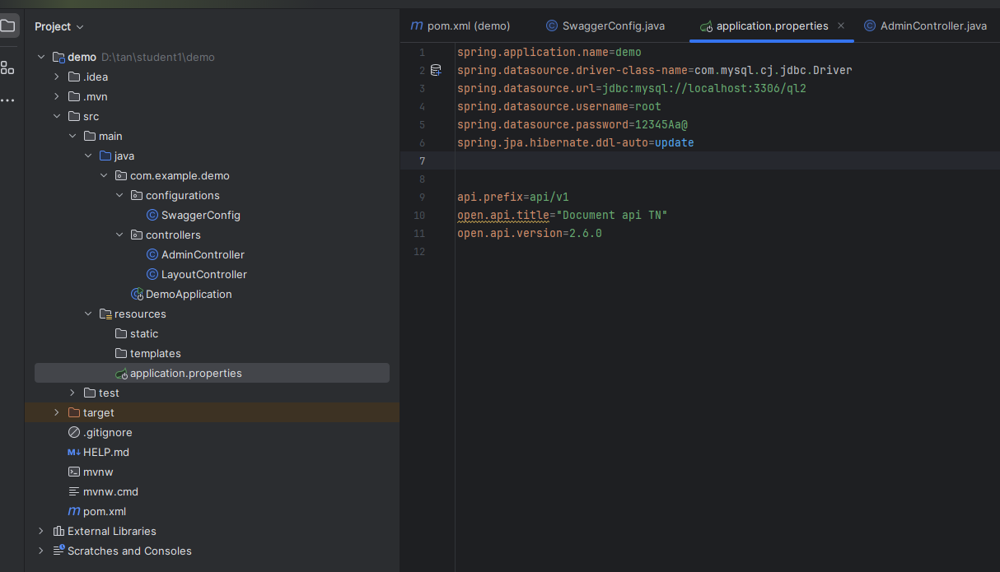 Project
demo D:\tan\student1\demo
.idea
.mvn
src
main
java
com.example.demo
configurations
SwaggerConfig
controllers
AdminController
LayoutController
DemoApplication
resources
static
templates
application.properties
test
target
.gitignore
HELP.md
mvnw
mvnw.cmd
pom.xml
External Libraries
Scratches and Consoles
pom.xml (demo) SwaggerConfig.java application.properties AdminController.java
1 spring.application.name=demo
2 spring.datasource.driver-class-name=com.mysql.cj.jdbc.Driver
3 spring.datasource.url=jdbc:mysql://localhost:3306/ql2
4 spring.datasource.username=root
5 spring.datasource.password=12345Aa@
6 spring.jpa.hibernate.ddl-auto=update
7
8
9 api.prefix=api/v1
10 open.api.title="Document api TN"
11 open.api.version=2.6.0
12